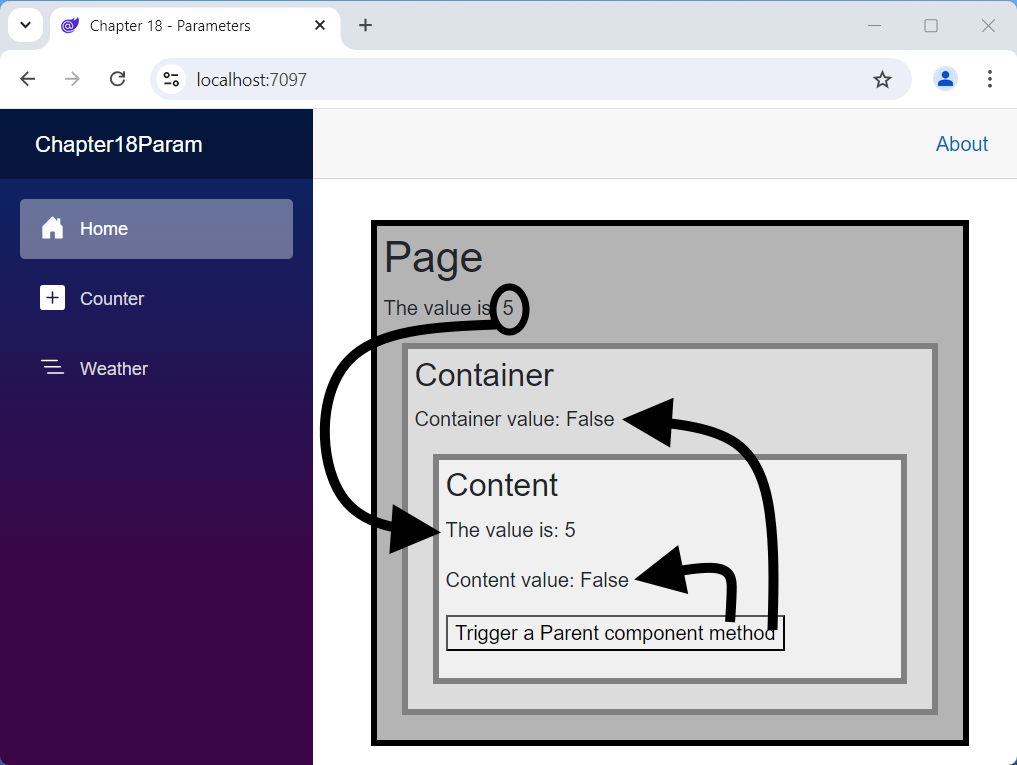 Chapter 18 - Parameters
localhost:7097
Chapter18Param
About
Home
Counter
Weather
Page
The value is: 5
Container
Container value: False
Content
The value is: 5
Content value: False
Trigger a Parent component method